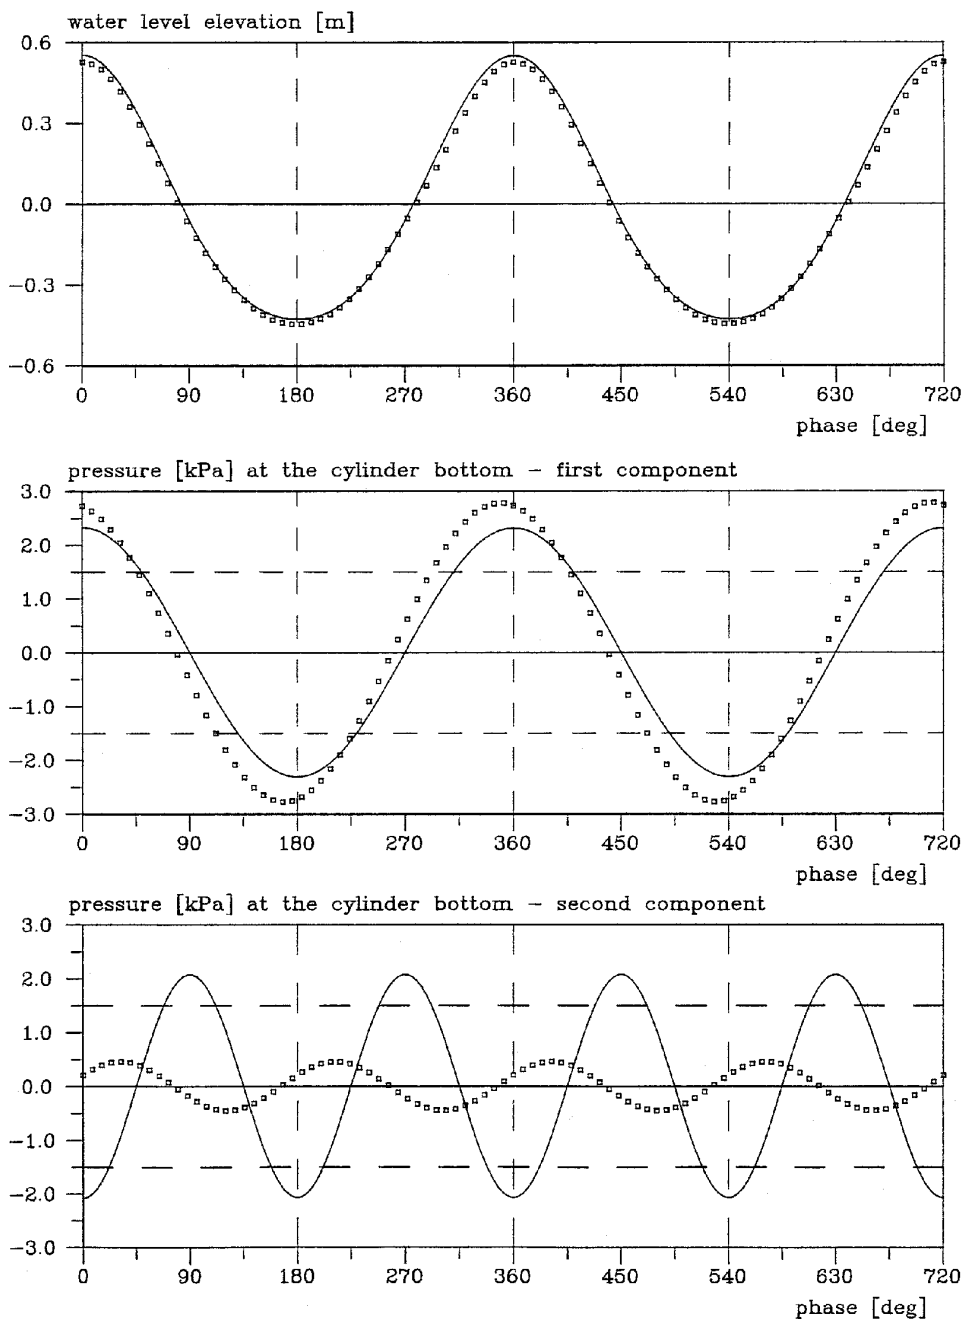 water level elevation [m]
0.6
0.3
0.0
−0.3
−0.6
0 90 180 270 360 450 540 630 720
phase [deg]
pressure [kPa] at the cylinder bottom − first component
3.0
2.0
1.0
0.0
−1.0
−2.0
−3.0
0 90 180 270 360 450 540 630 720
phase [deg]
pressure [kPa] at the cylinder bottom − second component
3.0
2.0
1.0
0.0
−1.0
−2.0
−3.0
0 90 180 270 360 450 540 630 720
phase [deg]